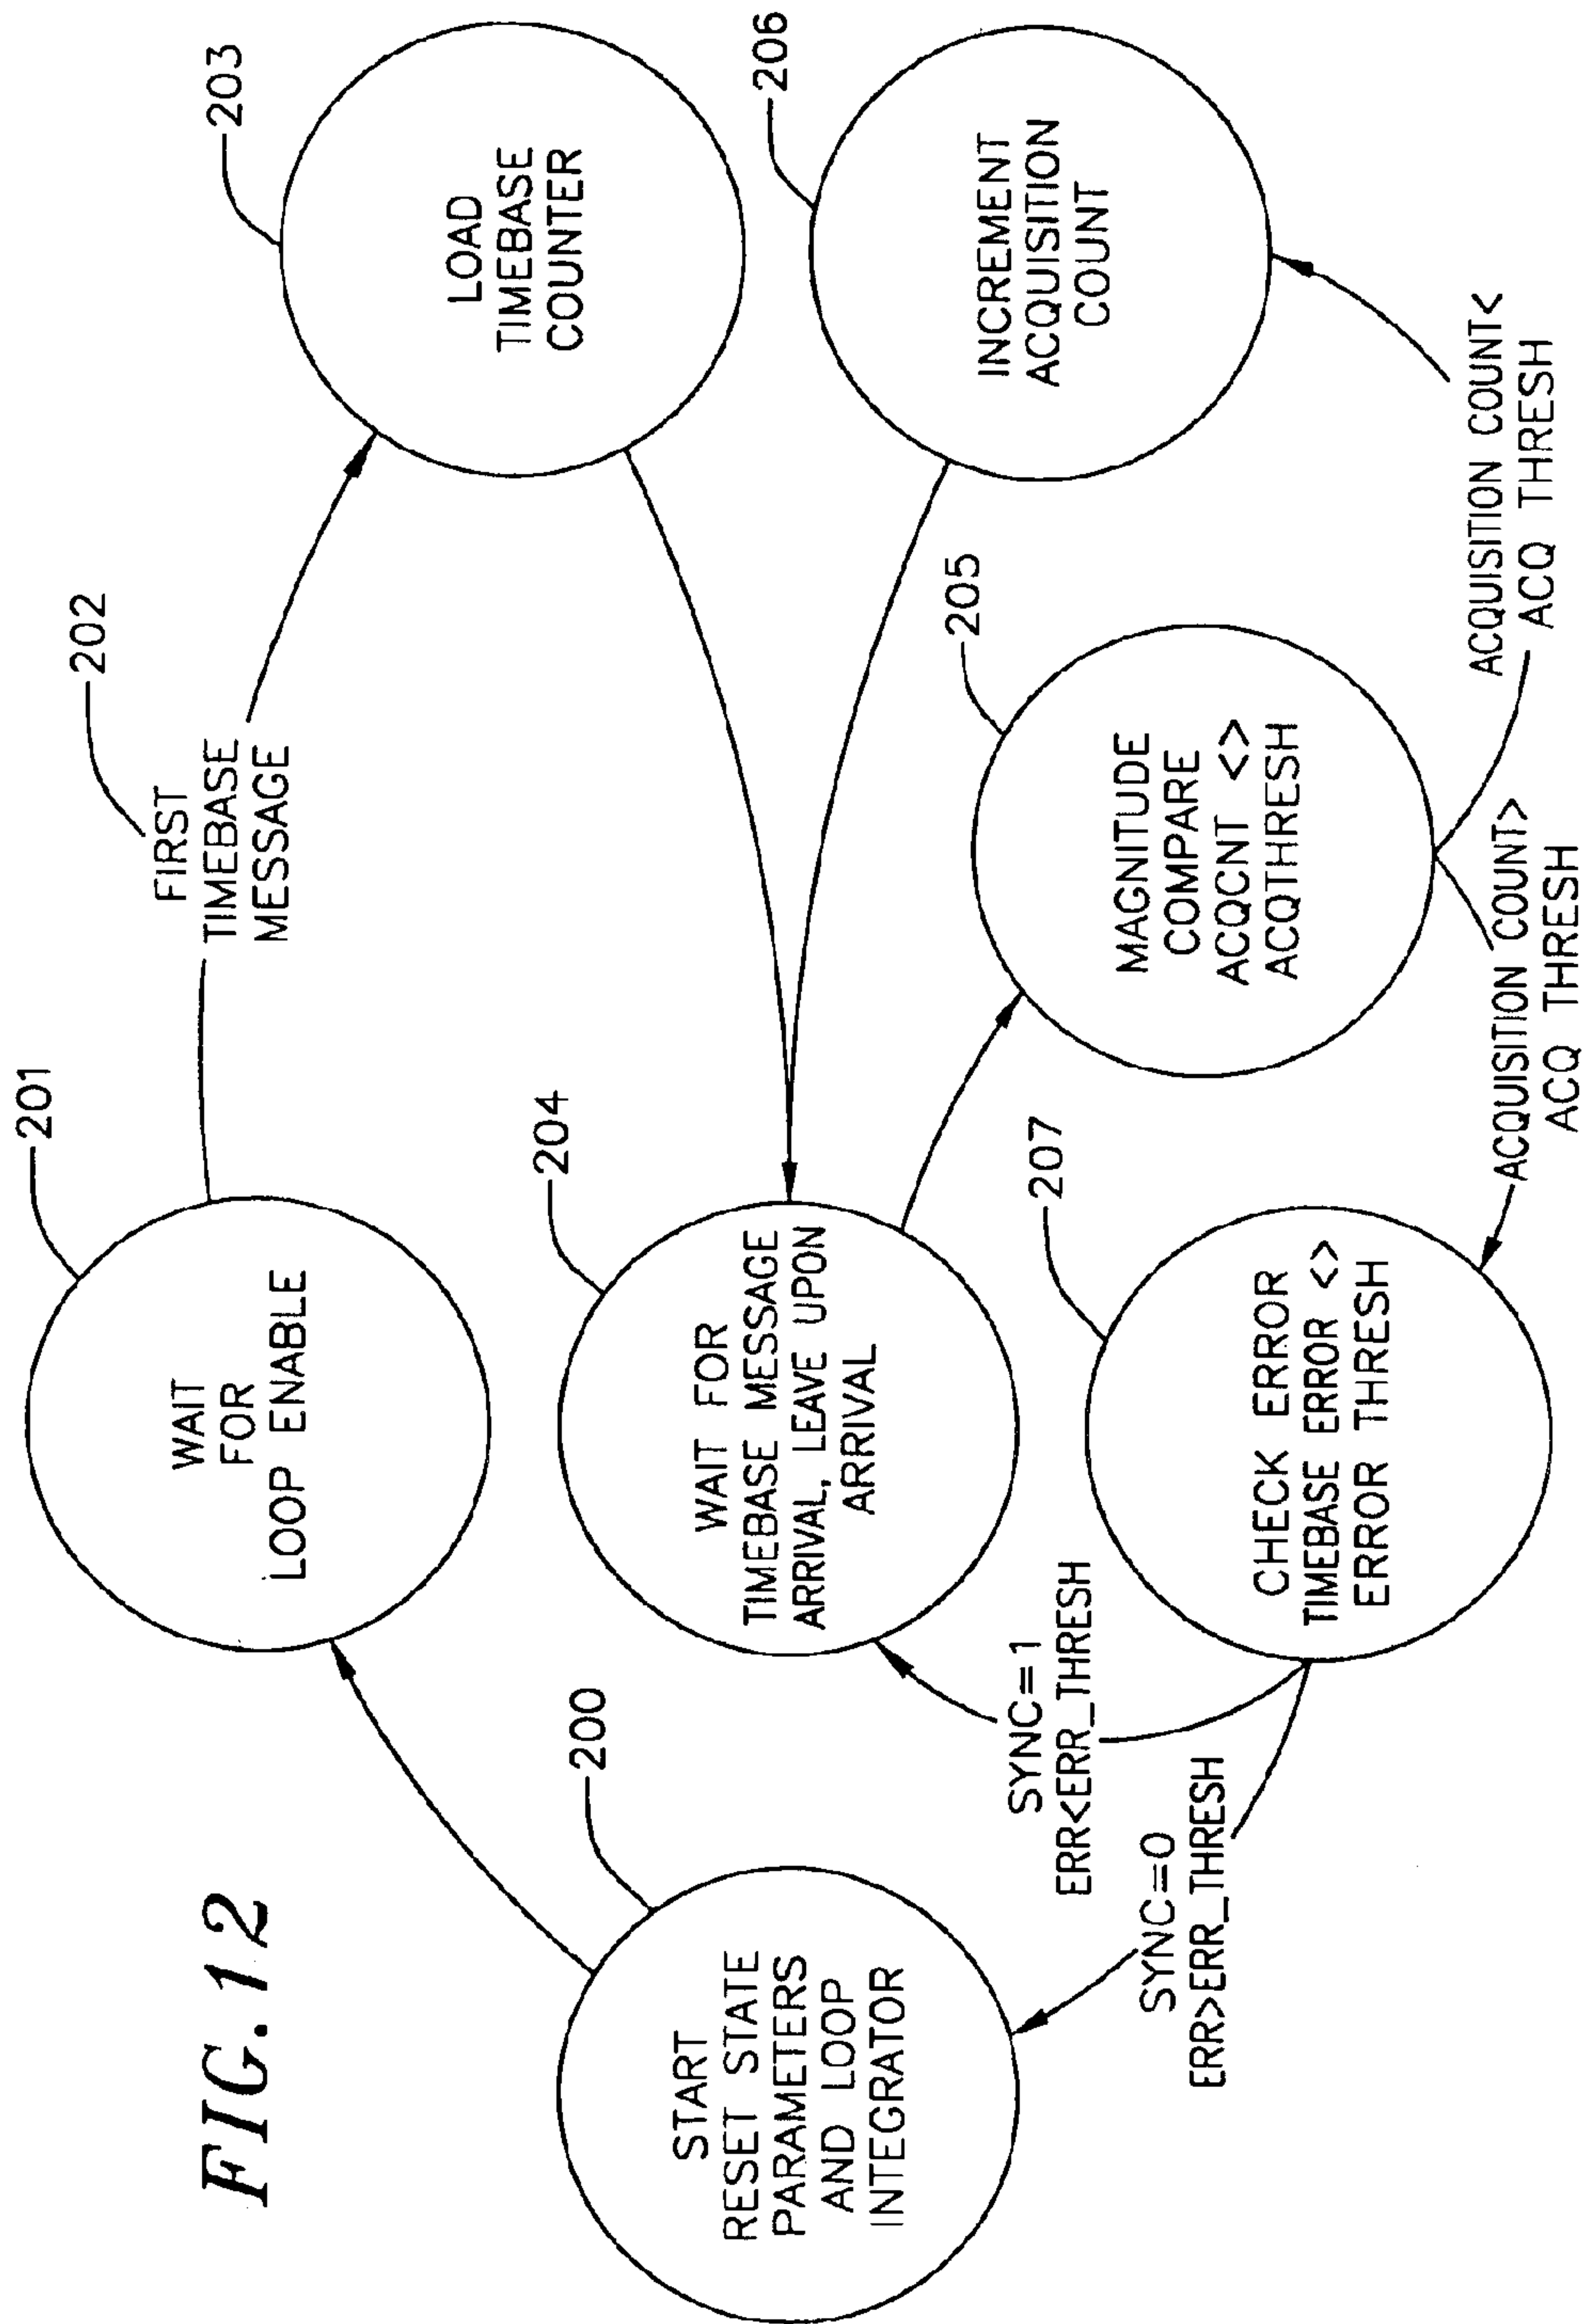 FIG. 12
201
WAIT
FOR
LOOP ENABLE
202
FIRST
TIMEBASE
MESSAGE
203
LOAD
TIMEBASE
COUNTER
200
START
RESET STATE
PARAMETERS
AND LOOP
INTEGRATOR
204
WAIT FOR
TIMEBASE MESSAGE
ARRIVAL, LEAVE UPON
ARRIVAL
206
INCREMENT
ACQUISITION
COUNT
205
MAGNITUDE
COMPARE
ACQCNT <>
ACQTHRESH
207
CHECK ERROR
TIMEBASE ERROR <>
ERROR THRESH
SYNC=1
ERR<ERR_THRESH
SYNC=0
ERR>ERR_THRESH
ACQUISITION COUNT>
ACQ THRESH
ACQUISITION COUNT<
ACQ THRESH